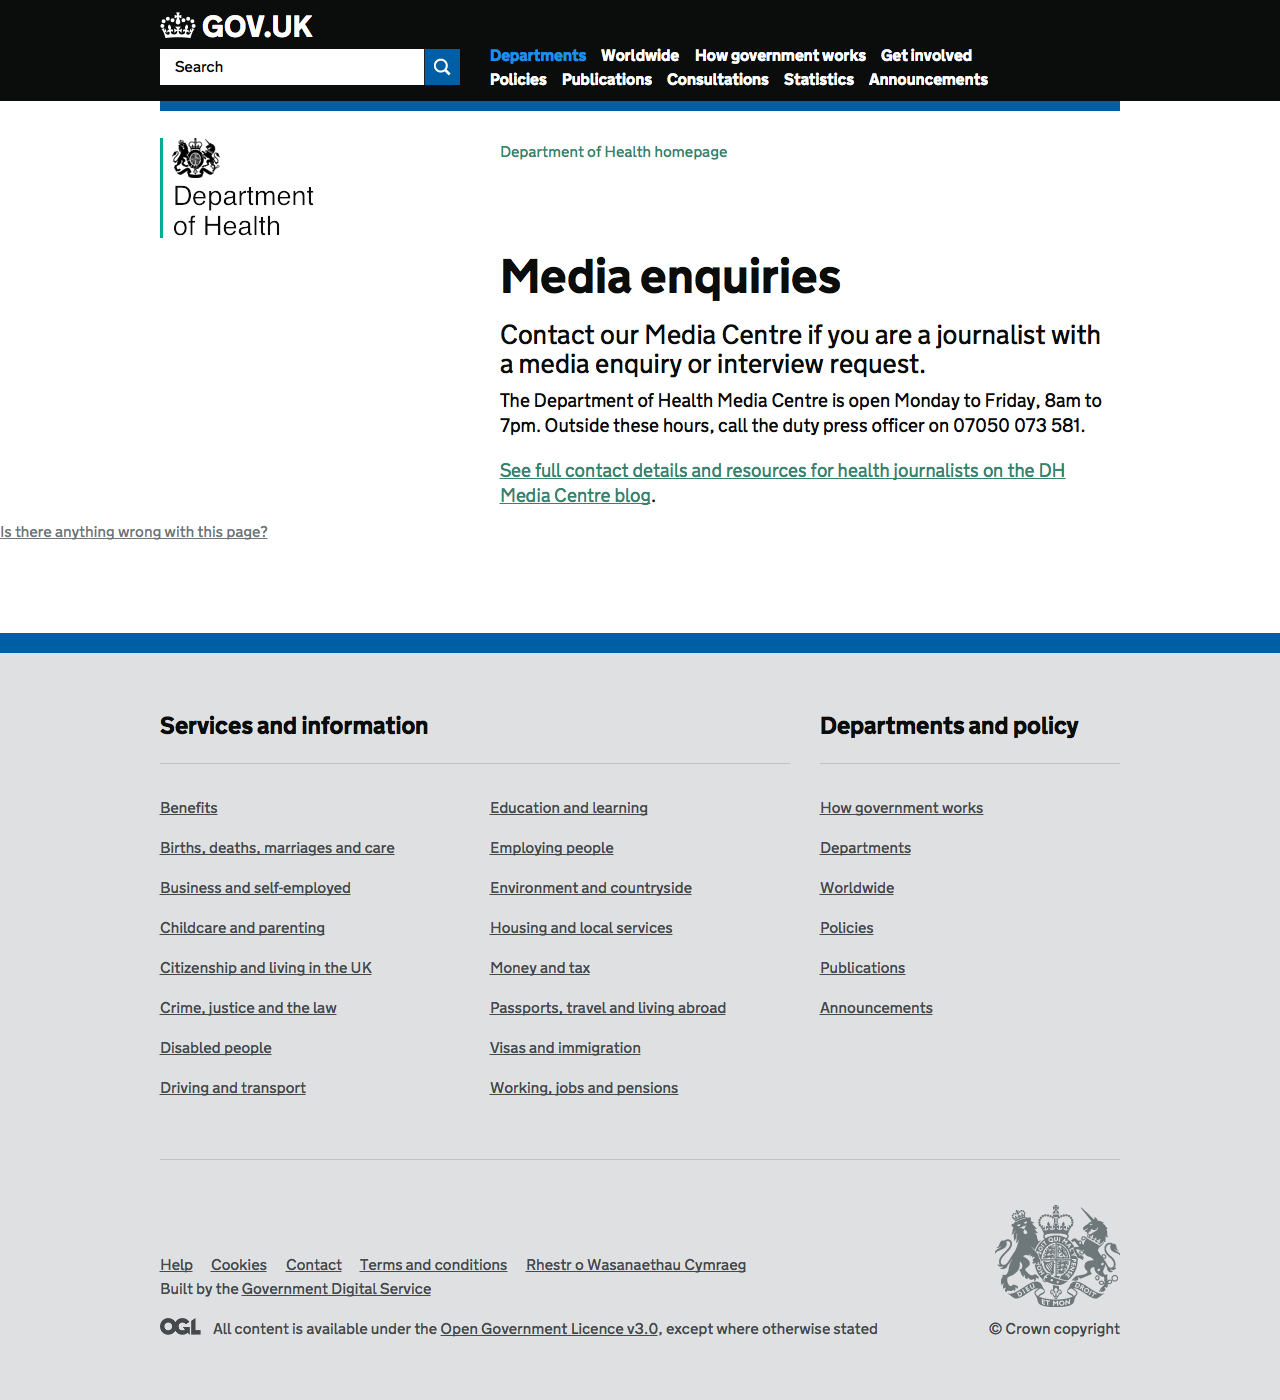 GOV.UK
Search
Departments Worldwide How government works Get involved
Policies Publications Consultations Statistics Announcements
Department
of Health
Department of Health homepage
Media enquiries
Contact our Media Centre if you are a journalist with
a media enquiry or interview request.
The Department of Health Media Centre is open Monday to Friday, 8am to
7pm. Outside these hours, call the duty press officer on 07050 073 581.
See full contact details and resources for health journalists on the DH
Media Centre blog.
Is there anything wrong with this page?
Services and information
Benefits
Births, deaths, marriages and care
Business and self-employed
Childcare and parenting
Citizenship and living in the UK
Crime, justice and the law
Disabled people
Driving and transport
Education and learning
Employing people
Environment and countryside
Housing and local services
Money and tax
Passports, travel and living abroad
Visas and immigration
Working, jobs and pensions
Departments and policy
How government works
Departments
Worldwide
Policies
Publications
Announcements
Help Cookies Contact Terms and conditions Rhestr o Wasanaethau Cymraeg
Built by the Government Digital Service
OGL All content is available under the Open Government Licence v3.0, except where otherwise stated
DIEU ET MON DROIT
© Crown copyright